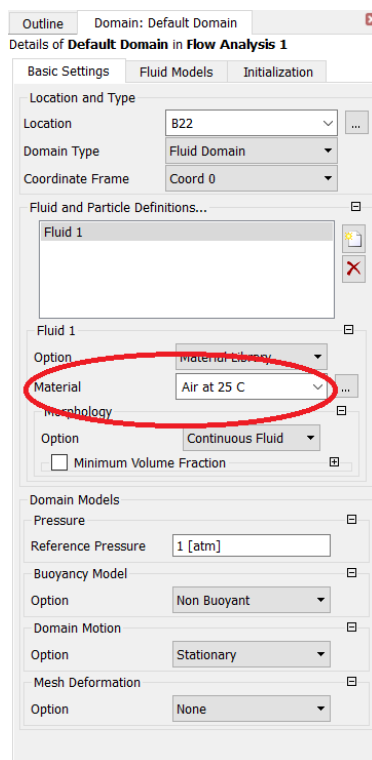 Outline Domain: Default Domain
Details of Default Domain in Flow Analysis 1
Basic Settings Fluid Models Initialization
Location and Type
Location B22 ...
Domain Type Fluid Domain
Coordinate Frame Coord 0
Fluid and Particle Definitions...
Fluid 1
Fluid 1
Option Material Library
Material Air at 25 C ...
Morphology
Option Continuous Fluid
Minimum Volume Fraction
Domain Models
Pressure
Reference Pressure 1 [atm]
Buoyancy Model
Option Non Buoyant
Domain Motion
Option Stationary
Mesh Deformation
Option None